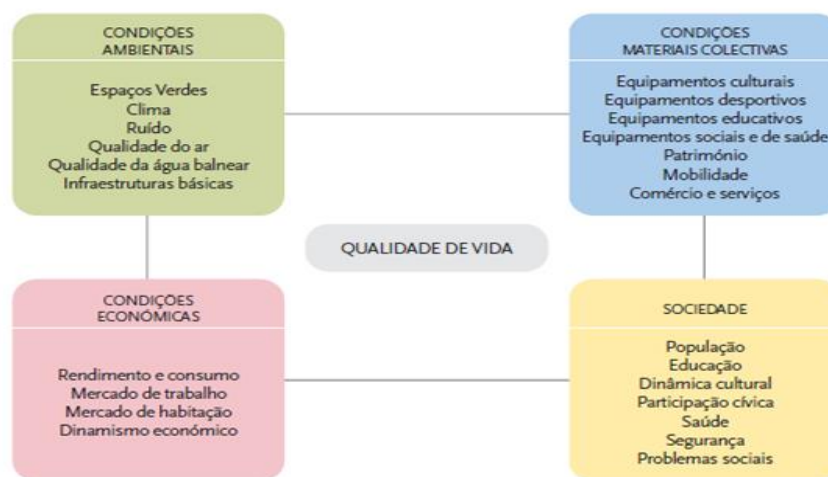 CONDIÇÕES
AMBIENTAIS
Espaços Verdes
Clima
Ruído
Qualidade do ar
Qualidade da água balnear
Infraestruturas básicas
CONDIÇÕES
MATERIAIS COLECTIVAS
Equipamentos culturais
Equipamentos desportivos
Equipamentos educativos
Equipamentos sociais e de saúde
Património
Mobilidade
Comércio e serviços
QUALIDADE DE VIDA
CONDIÇÕES
ECONÓMICAS
Rendimento e consumo
Mercado de trabalho
Mercado de habitação
Dinamismo económico
SOCIEDADE
População
Educação
Dinâmica cultural
Participação cívica
Saúde
Segurança
Problemas sociais